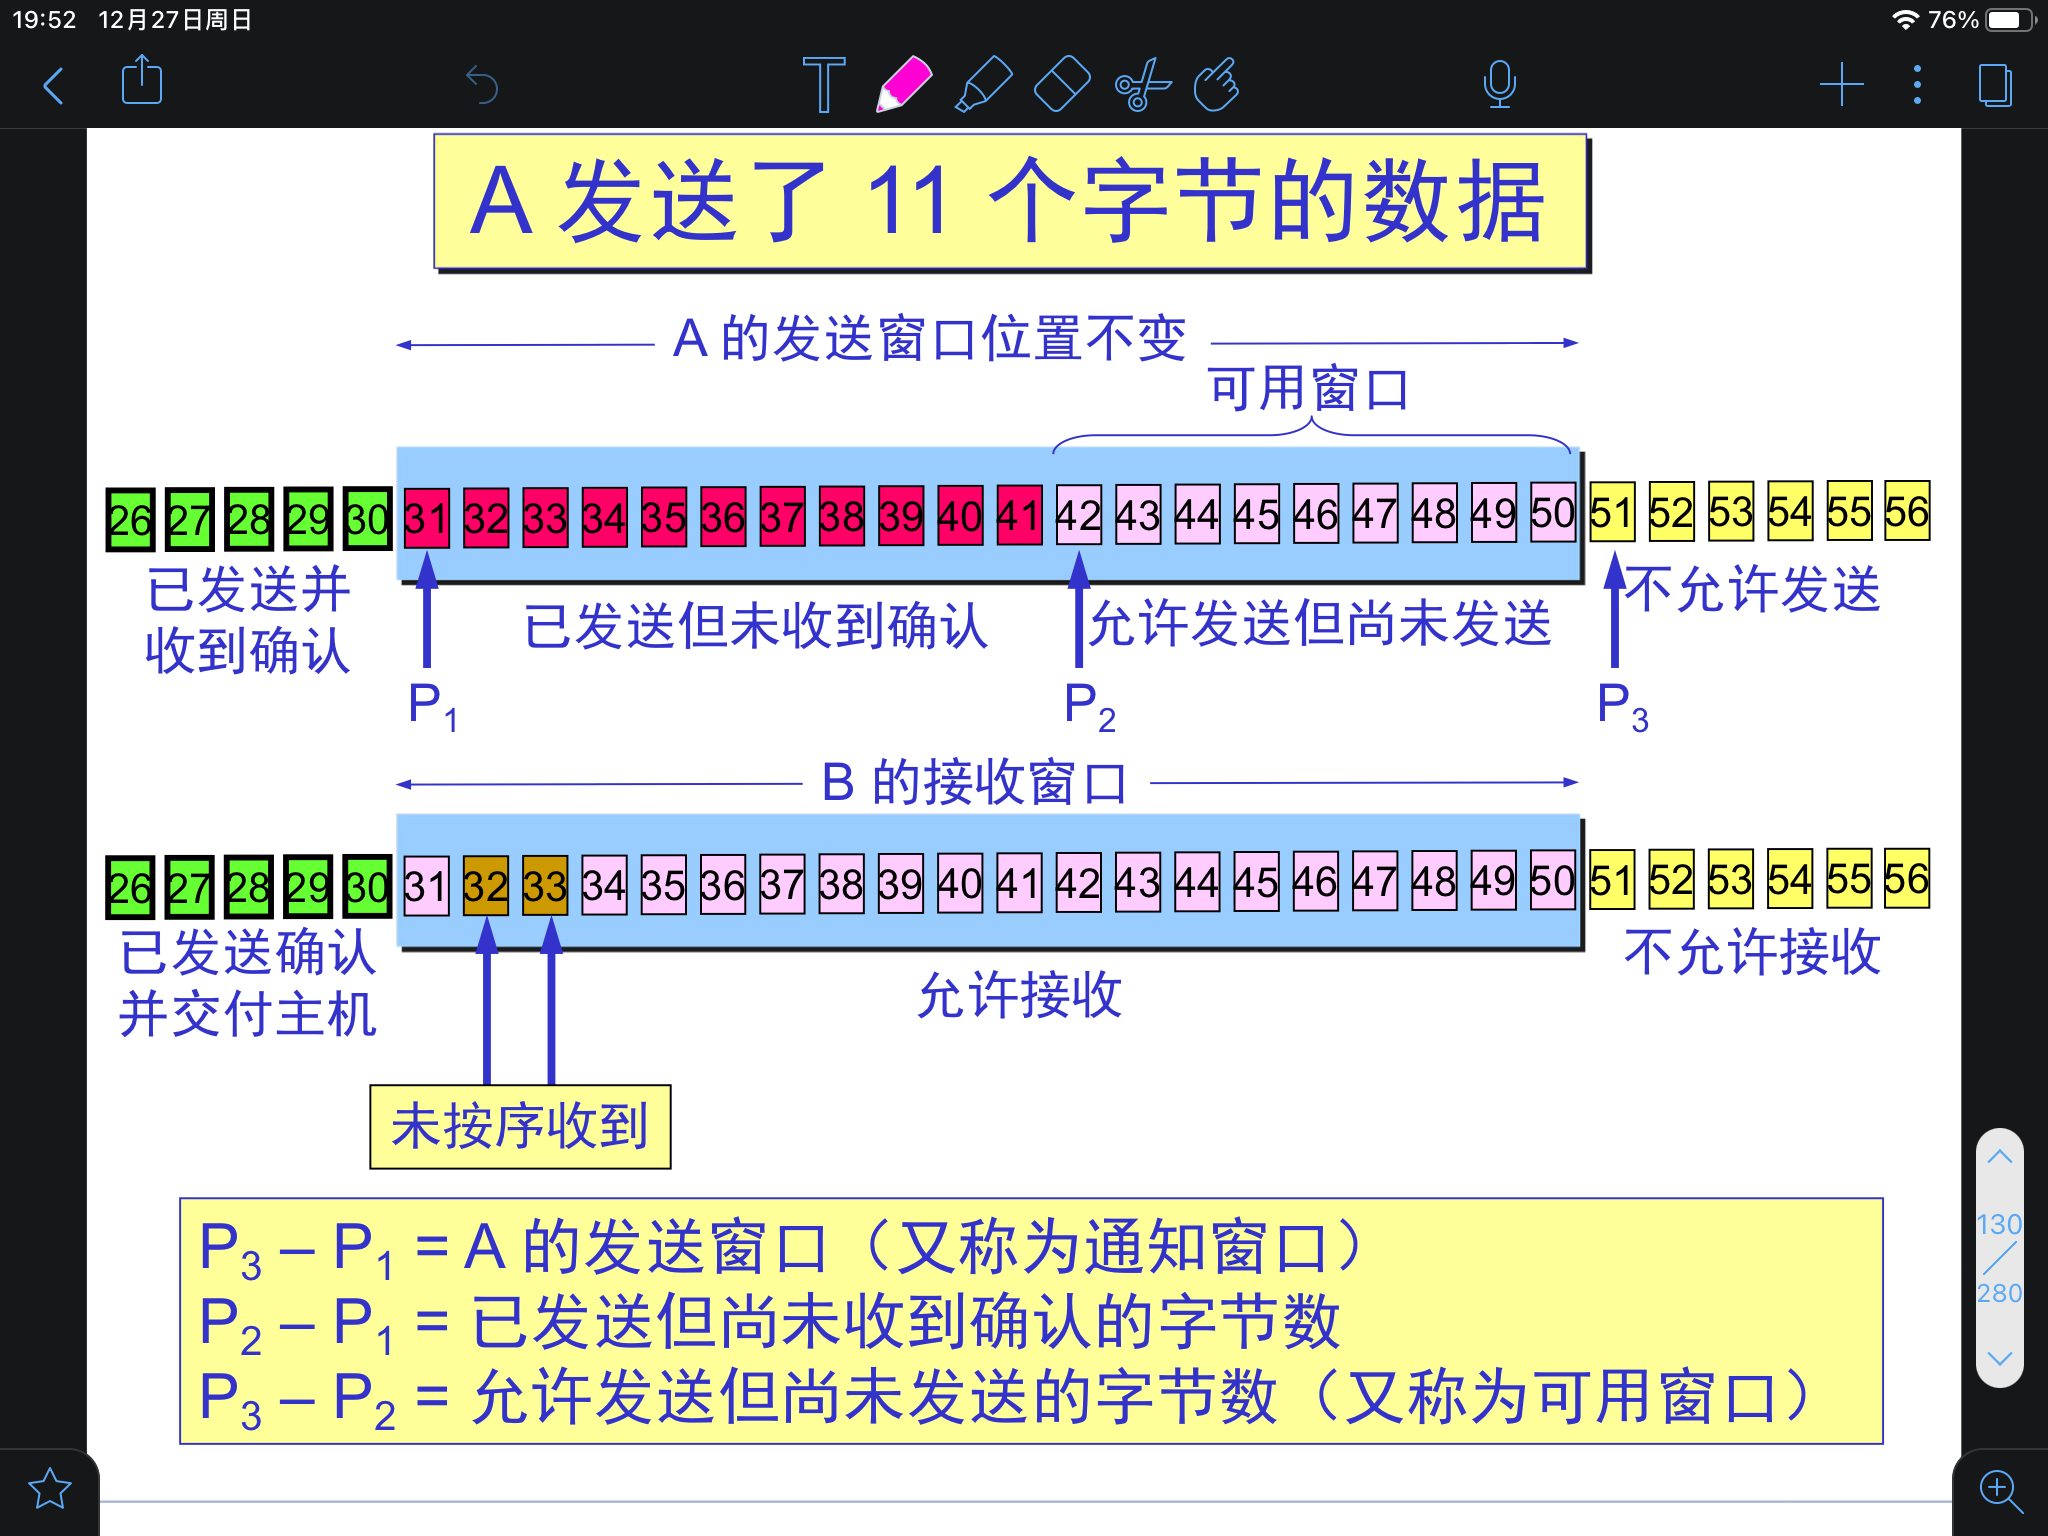 19:52 12月27日周日 76%
A 发送了 11 个字节的数据
A 的发送窗口位置不变
可用窗口
26 27 28 29 30 31 32 33 34 35 36 37 38 39 40 41 42 43 44 45 46 47 48 49 50 51 52 53 54 55 56
已发送并
收到确认
已发送但未收到确认
允许发送但尚未发送
不允许发送
P1 P2 P3
B 的接收窗口
26 27 28 29 30 31 32 33 34 35 36 37 38 39 40 41 42 43 44 45 46 47 48 49 50 51 52 53 54 55 56
已发送确认
并交付主机
允许接收
不允许接收
未按序收到
P3 – P1 = A 的发送窗口（又称为通知窗口）
P2 – P1 = 已发送但尚未收到确认的字节数
P3 – P2 = 允许发送但尚未发送的字节数（又称为可用窗口）
130
280